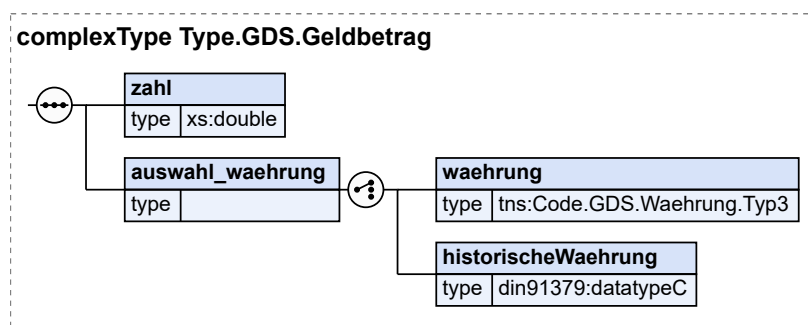 complexType Type.GDS.Geldbetrag
zahl
type xs:double
auswahl_waehrung
type
waehrung
type tns:Code.GDS.Waehrung.Typ3
historischeWaehrung
type din91379:datatypeC